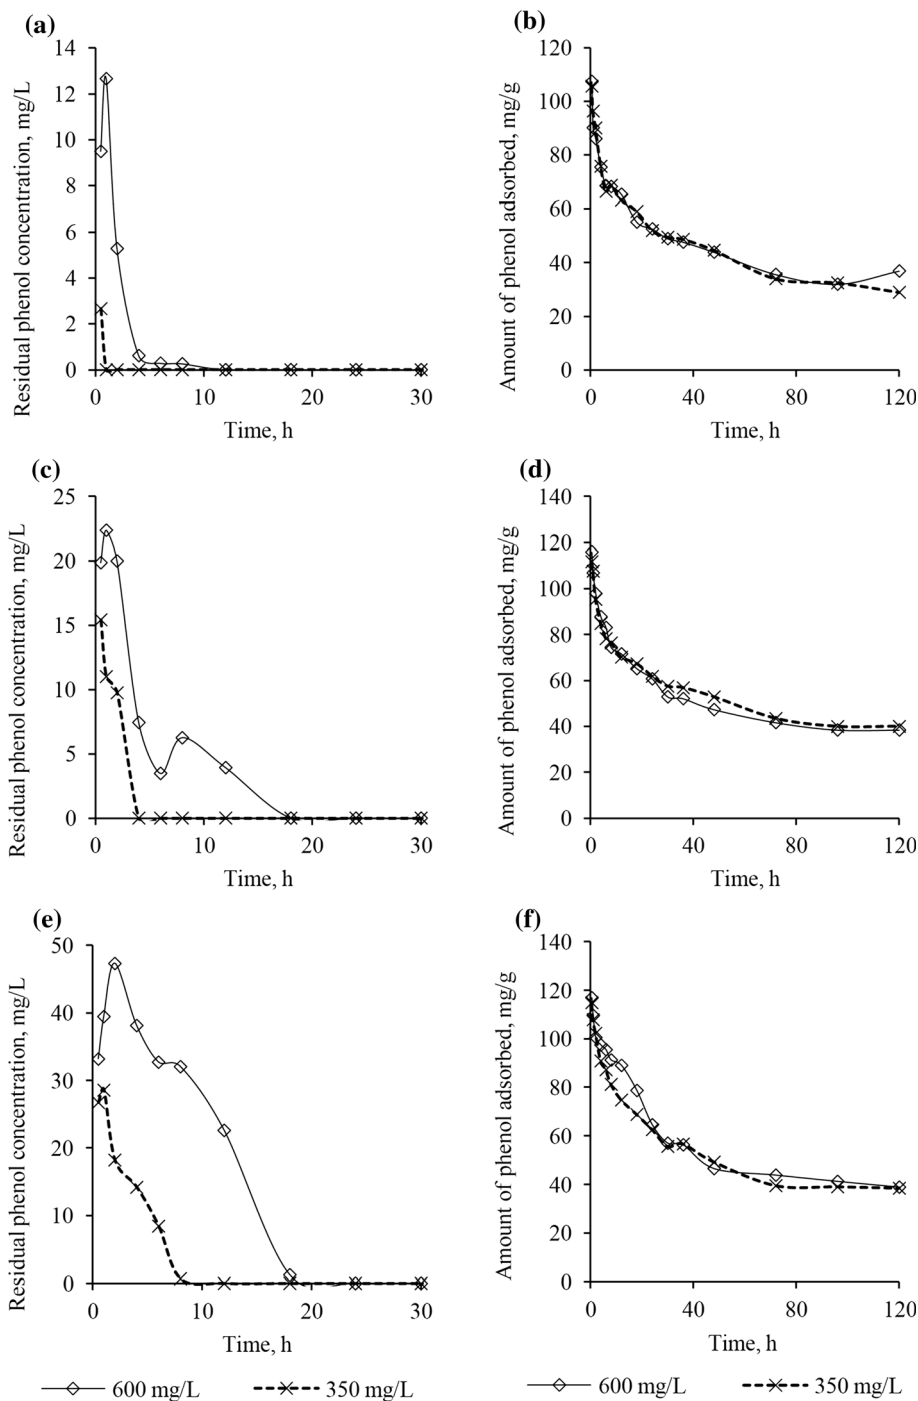 (a)
Residual phenol concentration, mg/L
14
12
10
8
6
4
2
0
0 10 20 30
Time, h
(b)
Amount of phenol adsorbed, mg/g
120
100
80
60
40
20
0
0 40 80 120
Time, h
(c)
Residual phenol concentration, mg/L
25
20
15
10
5
0
0 10 20 30
Time, h
(d)
Amount of phenol adsorbed, mg/g
140
120
100
80
60
40
20
0
0 40 80 120
Time, h
(e)
Residual phenol concentration, mg/L
50
40
30
20
10
0
0 10 20 30
Time, h
(f)
Amount of phenol adsorbed, mg/g
140
120
100
80
60
40
20
0
0 40 80 120
Time, h
600 mg/L 350 mg/L
600 mg/L 350 mg/L